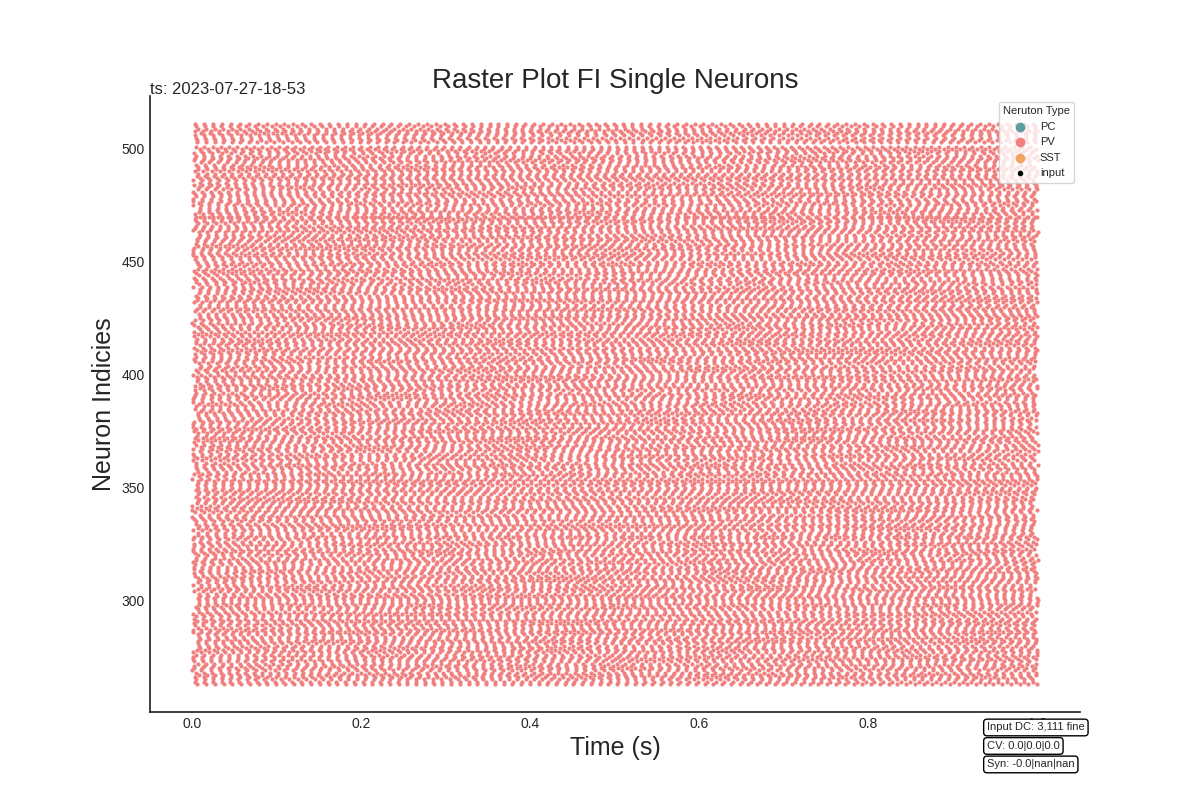 Raster Plot FI Single Neurons
ts: 2023-07-27-18-53
Neruton Type
PC
PV
SST
input
500
450
400
350
300
Neuron Indicies
0.0 0.2 0.4 0.6 0.8
Time (s)
Input DC: 3,111 fine
CV: 0.0|0.0|0.0
Syn: -0.0|nan|nan